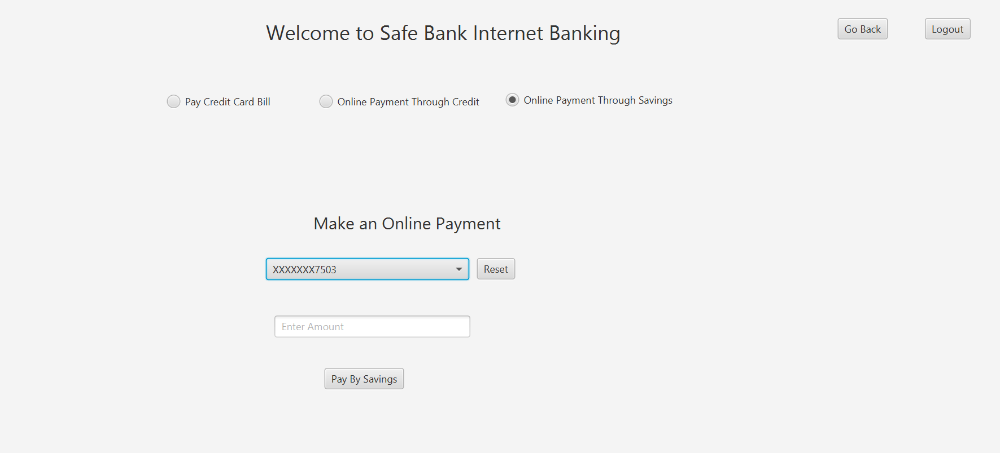 Welcome to Safe Bank Internet Banking
Go Back
Logout
Pay Credit Card Bill
Online Payment Through Credit
Online Payment Through Savings
Make an Online Payment
XXXXXXX7503
Reset
Enter Amount
Pay By Savings